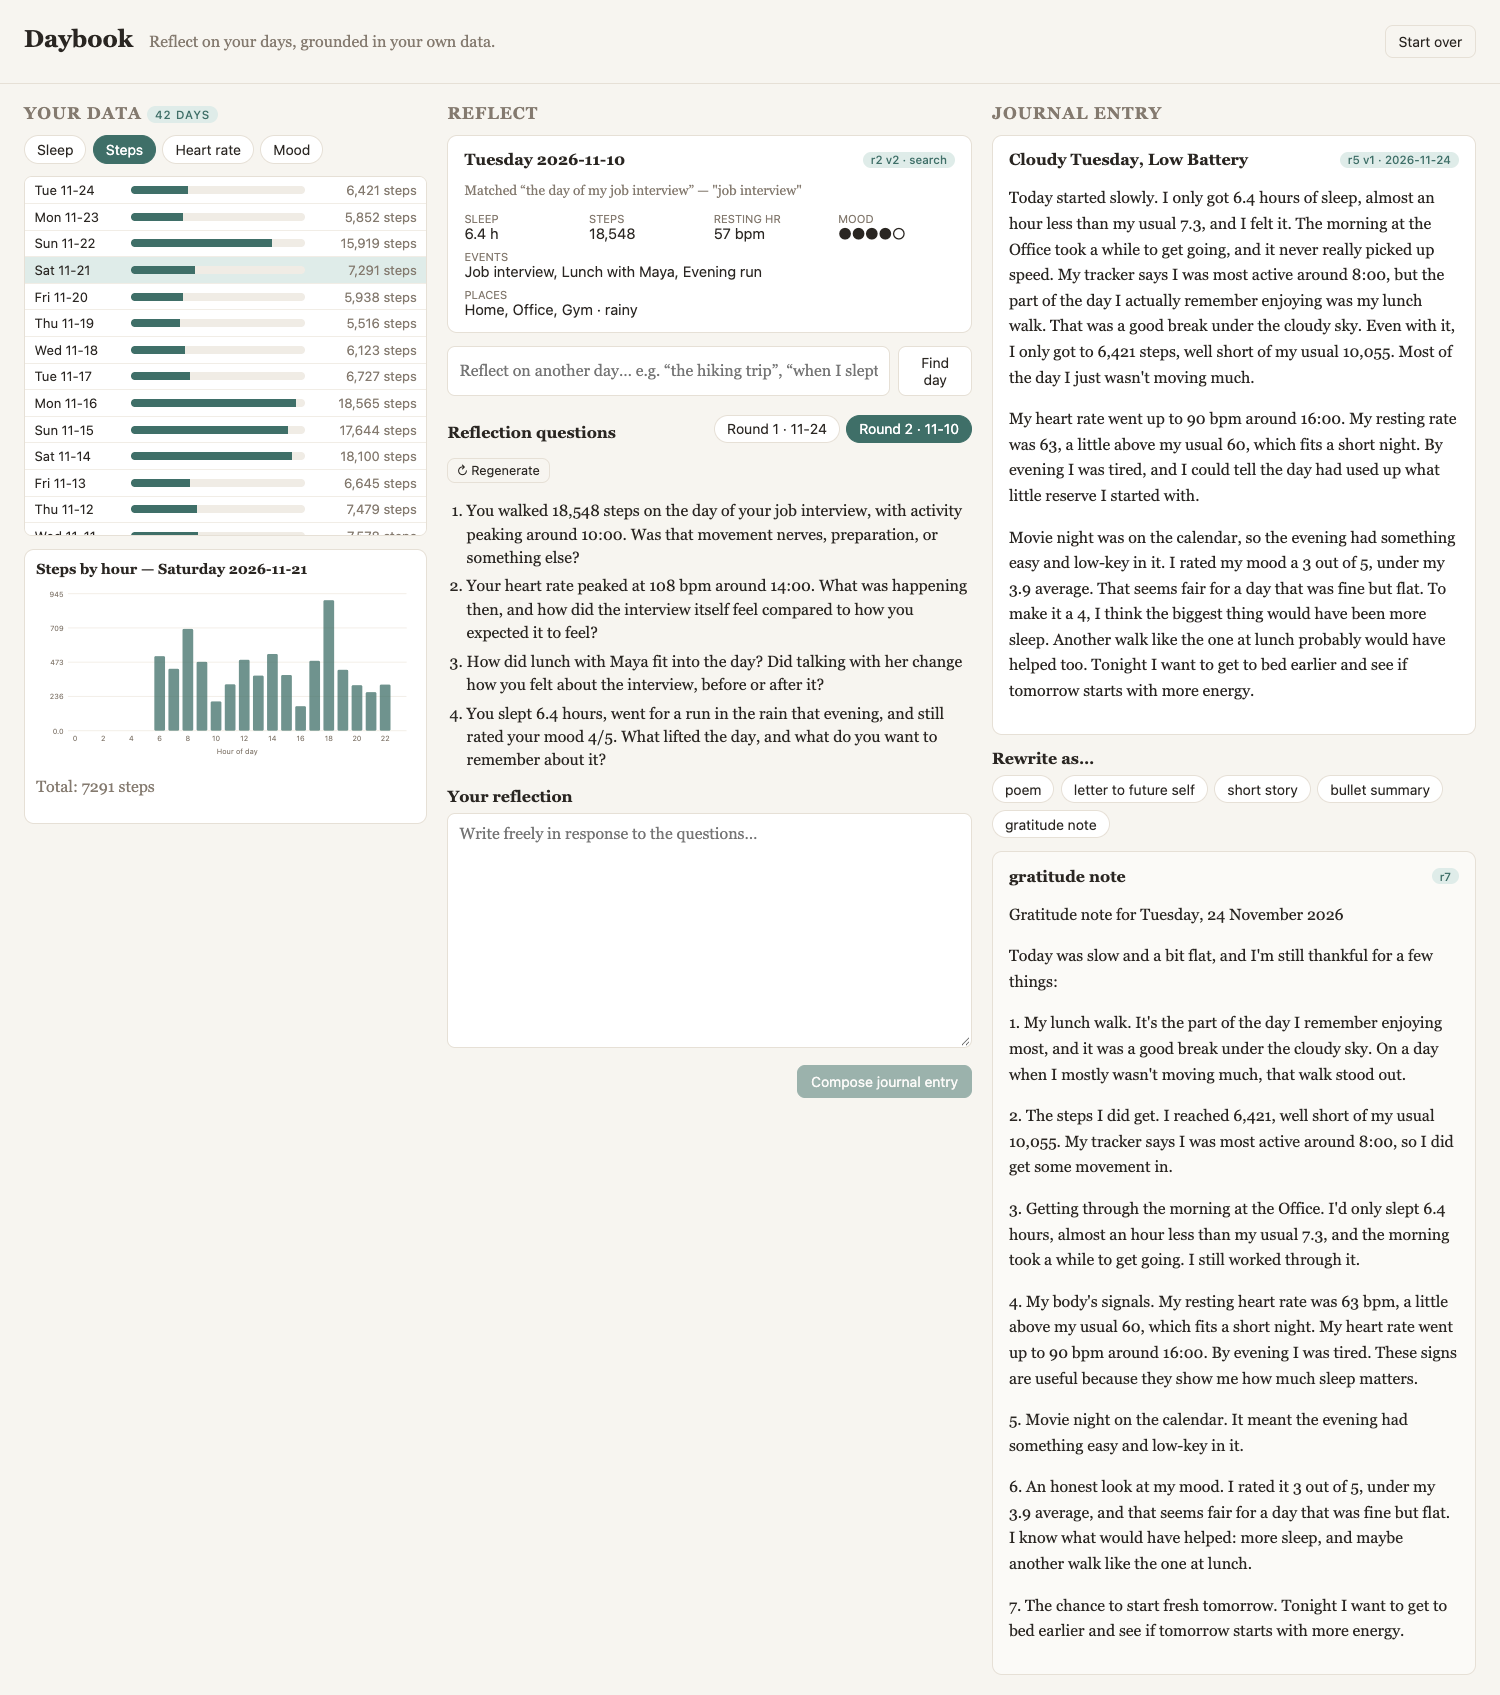 Daybook
Reflect on your days, grounded in your own data.
Start over
YOUR DATA
42 DAYS
Sleep
Steps
Heart rate
Mood
Tue 11-24
6,421 steps
Mon 11-23
5,852 steps
Sun 11-22
15,919 steps
Sat 11-21
7,291 steps
Fri 11-20
5,938 steps
Thu 11-19
5,516 steps
Wed 11-18
6,123 steps
Tue 11-17
6,727 steps
Mon 11-16
18,565 steps
Sun 11-15
17,644 steps
Sat 11-14
18,100 steps
Fri 11-13
6,645 steps
Thu 11-12
7,479 steps
Wed 11-11
7,578 steps
Steps by hour — Saturday 2026-11-21
945
709
473
236
0.0
0 2 4 6 8 10 12 14 16 18 20 22
Hour of day
Total: 7291 steps
REFLECT
Tuesday 2026-11-10
r2 v2 · search
Matched “the day of my job interview” — "job interview"
SLEEP
6.4 h
STEPS
18,548
RESTING HR
57 bpm
MOOD
EVENTS
Job interview, Lunch with Maya, Evening run
PLACES
Home, Office, Gym · rainy
Reflect on another day... e.g. “the hiking trip”, “when I slept
Find
day
Reflection questions
Round 1 · 11-24
Round 2 · 11-10
↻ Regenerate
1. You walked 18,548 steps on the day of your job interview, with activity
peaking around 10:00. Was that movement nerves, preparation, or
something else?
2. Your heart rate peaked at 108 bpm around 14:00. What was happening
then, and how did the interview itself feel compared to how you
expected it to feel?
3. How did lunch with Maya fit into the day? Did talking with her change
how you felt about the interview, before or after it?
4. You slept 6.4 hours, went for a run in the rain that evening, and still
rated your mood 4/5. What lifted the day, and what do you want to
remember about it?
Your reflection
Write freely in response to the questions...
Compose journal entry
JOURNAL ENTRY
Cloudy Tuesday, Low Battery
r5 v1 · 2026-11-24
Today started slowly. I only got 6.4 hours of sleep, almost an
hour less than my usual 7.3, and I felt it. The morning at the
Office took a while to get going, and it never really picked up
speed. My tracker says I was most active around 8:00, but the
part of the day I actually remember enjoying was my lunch
walk. That was a good break under the cloudy sky. Even with it,
I only got to 6,421 steps, well short of my usual 10,055. Most of
the day I just wasn't moving much.
My heart rate went up to 90 bpm around 16:00. My resting rate
was 63, a little above my usual 60, which fits a short night. By
evening I was tired, and I could tell the day had used up what
little reserve I started with.
Movie night was on the calendar, so the evening had something
easy and low-key in it. I rated my mood a 3 out of 5, under my
3.9 average. That seems fair for a day that was fine but flat. To
make it a 4, I think the biggest thing would have been more
sleep. Another walk like the one at lunch probably would have
helped too. Tonight I want to get to bed earlier and see if
tomorrow starts with more energy.
Rewrite as...
poem
letter to future self
short story
bullet summary
gratitude note
gratitude note
r7
Gratitude note for Tuesday, 24 November 2026
Today was slow and a bit flat, and I'm still thankful for a few
things:
1. My lunch walk. It's the part of the day I remember enjoying
most, and it was a good break under the cloudy sky. On a day
when I mostly wasn't moving much, that walk stood out.
2. The steps I did get. I reached 6,421, well short of my usual
10,055. My tracker says I was most active around 8:00, so I did
get some movement in.
3. Getting through the morning at the Office. I'd only slept 6.4
hours, almost an hour less than my usual 7.3, and the morning
took a while to get going. I still worked through it.
4. My body's signals. My resting heart rate was 63 bpm, a little
above my usual 60, which fits a short night. My heart rate went
up to 90 bpm around 16:00. By evening I was tired. These signs
are useful because they show me how much sleep matters.
5. Movie night on the calendar. It meant the evening had
something easy and low-key in it.
6. An honest look at my mood. I rated it 3 out of 5, under my
3.9 average, and that seems fair for a day that was fine but flat.
I know what would have helped: more sleep, and maybe
another walk like the one at lunch.
7. The chance to start fresh tomorrow. Tonight I want to get to
bed earlier and see if tomorrow starts with more energy.